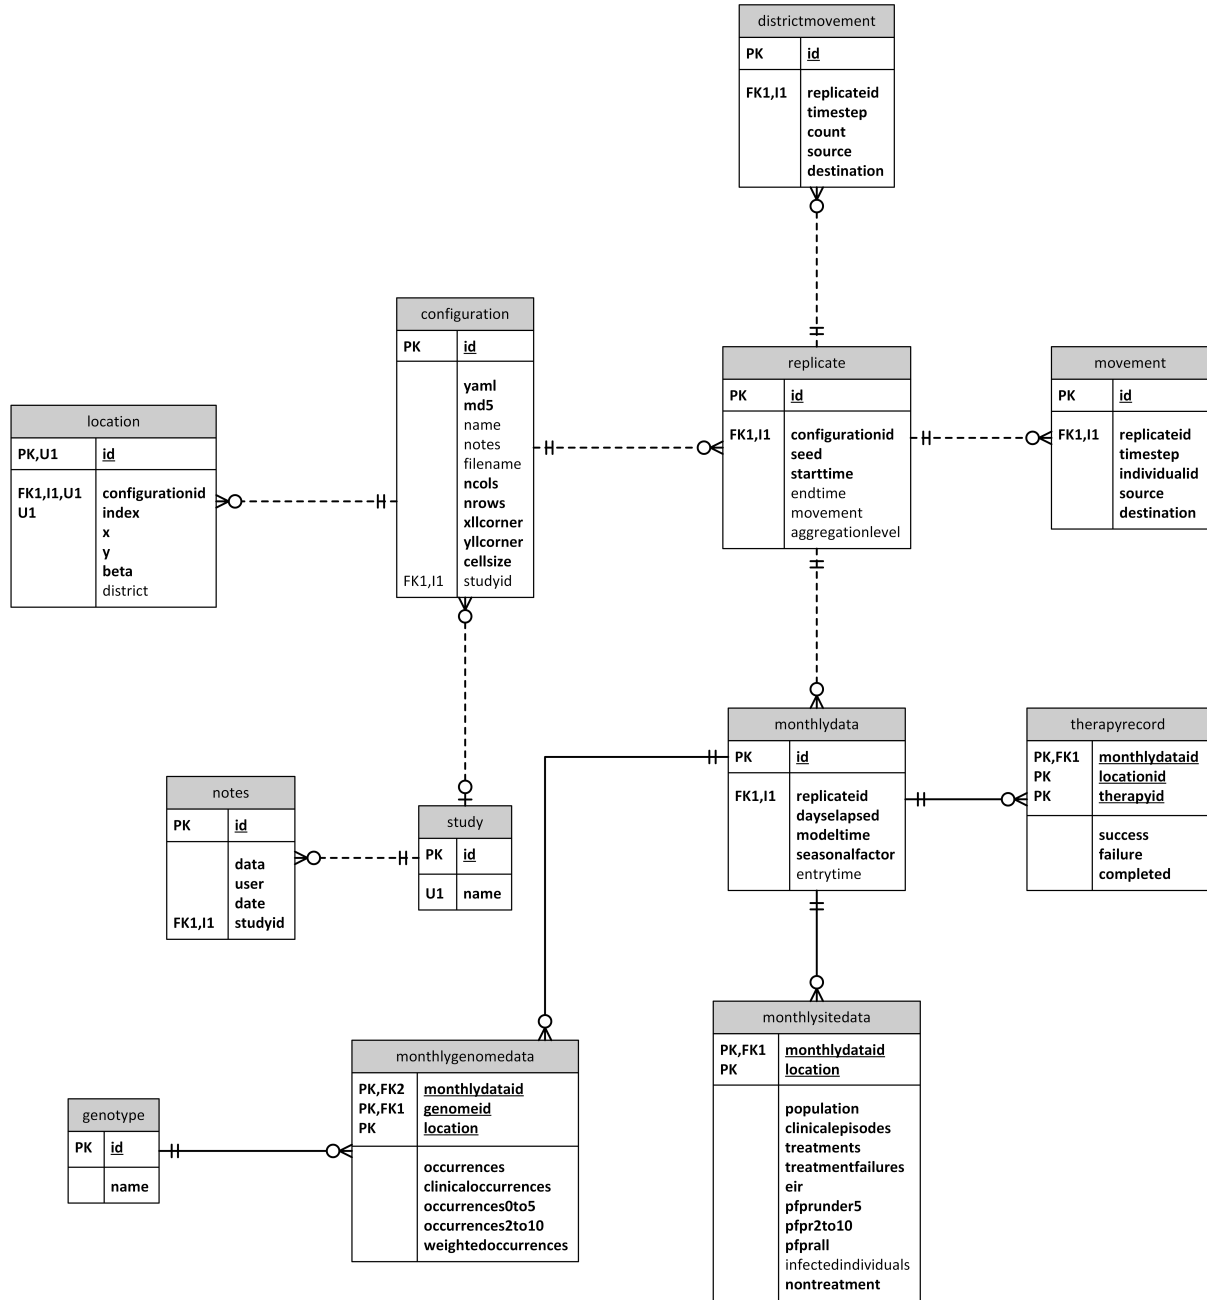 districtmovement
PK id
FK1,I1 replicateid
timestep
count
source
destination
configuration
PK id
yaml
md5
name
notes
filename
ncols
nrows
xllcorner
yllcorner
cellsize
FK1,I1 studyid
replicate
PK id
FK1,I1 configurationid
seed
starttime
endtime
movement
aggregationlevel
movement
PK id
FK1,I1 replicateid
timestep
individualid
source
destination
location
PK,U1 id
FK1,I1,U1 configurationid
U1 index
x
y
beta
district
monthlydata
PK id
FK1,I1 replicateid
dayselapsed
modeltime
seasonalfactor
entrytime
therapyrecord
PK,FK1 monthlydataid
PK locationid
PK therapyid
success
failure
completed
notes
PK id
data
user
date
FK1,I1 studyid
study
PK id
U1 name
monthlysitedata
PK,FK1 monthlydataid
PK location
population
clinicalepisodes
treatments
treatmentfailures
eir
pfprunder5
pfpr2to10
pfprall
infectedindividuals
nontreatment
monthlygenomedata
PK,FK2 monthlydataid
PK,FK1 genomeid
PK location
occurrences
clinicaloccurrences
occurrences0to5
occurrences2to10
weightedoccurrences
genotype
PK id
name